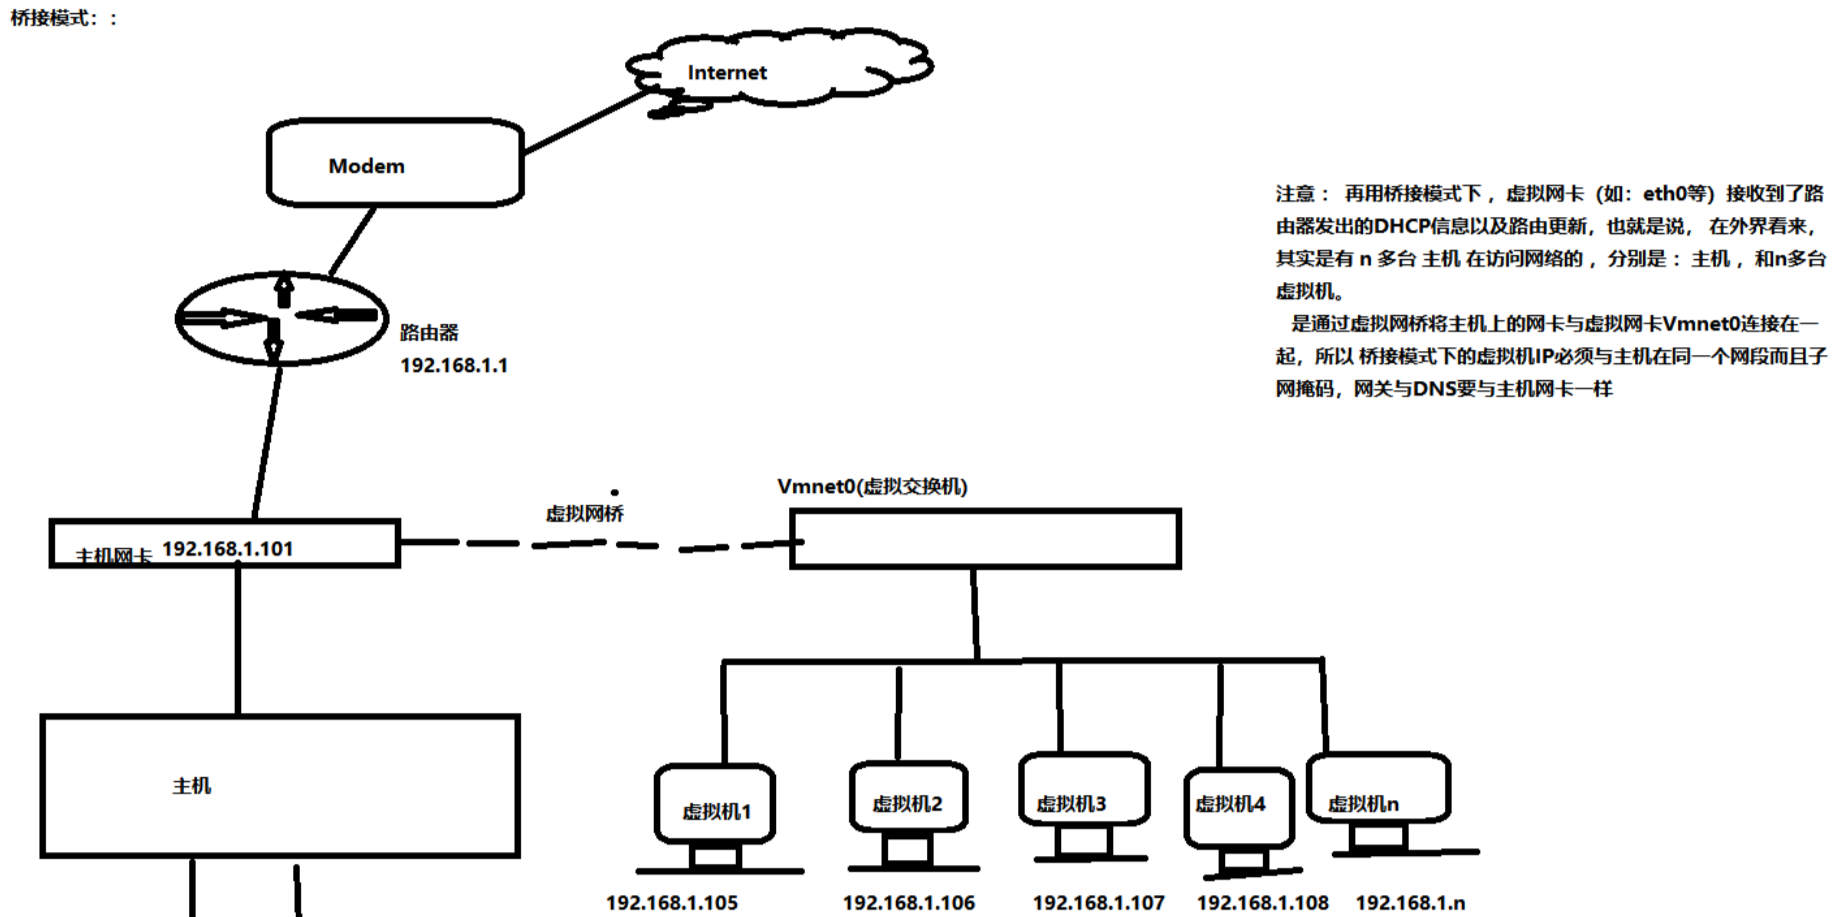 桥接模式：：
Internet
Modem
注意： 再用桥接模式下 ，虚拟网卡（如：eth0等）接收到了路
由器发出的DHCP信息以及路由更新，也就是说， 在外界看来，
其实是有 n 多台 主机 在访问网络的 ，分别是 ：主机 ，和n多台
虚拟机。
是通过虚拟网桥将主机上的网卡与虚拟网卡Vmnet0连接在一
起，所以 桥接模式下的虚拟机IP必须与主机在同一个网段而且子
网掩码，网关与DNS要与主机网卡一样
路由器
192.168.1.1
Vmnet0(虚拟交换机)
虚拟网桥
主机网卡 192.168.1.101
主机
虚拟机1
虚拟机2
虚拟机3
虚拟机4
虚拟机n
192.168.1.105
192.168.1.106
192.168.1.107
192.168.1.108
192.168.1.n